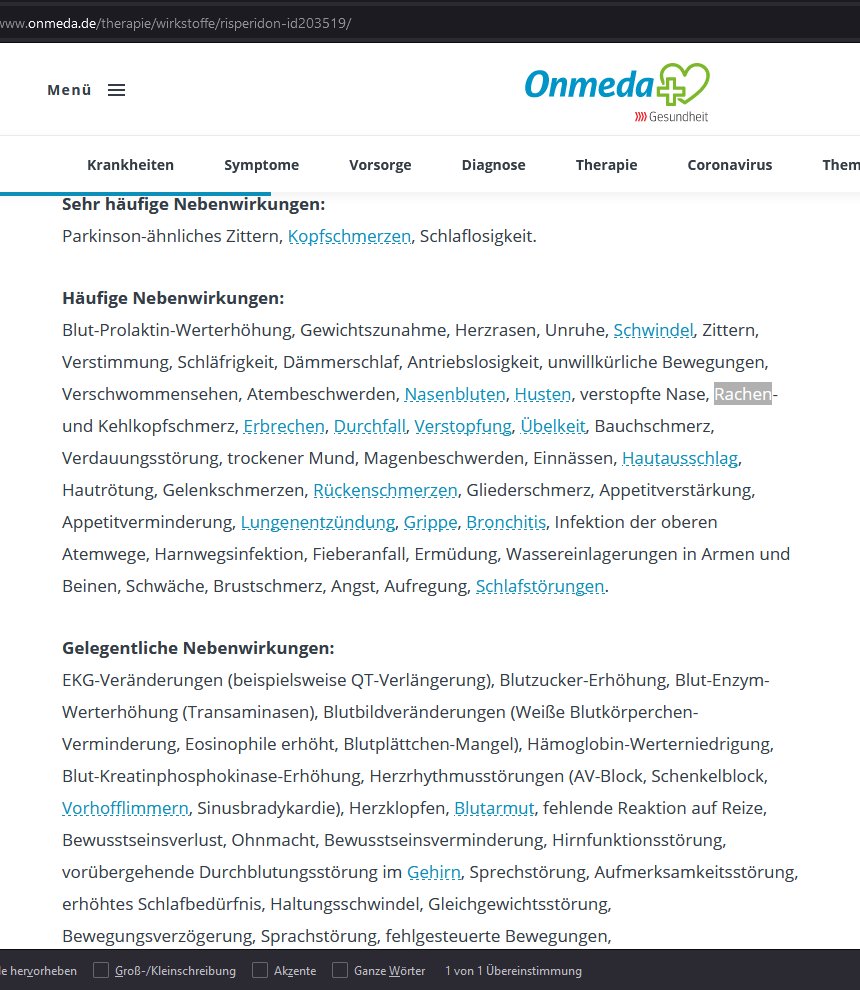 www.onmeda.de/therapie/wirkstoffe/risperidon-id203519/
Menü
Onmeda
Gesundheit
Krankheiten Symptome Vorsorge Diagnose Therapie Coronavirus Them
Sehr häufige Nebenwirkungen:
Parkinson-ähnliches Zittern, Kopfschmerzen, Schlaflosigkeit.
Häufige Nebenwirkungen:
Blut-Prolaktin-Werterhöhung, Gewichtszunahme, Herzrasen, Unruhe, Schwindel, Zittern,
Verstimmung, Schläfrigkeit, Dämmerschlaf, Antriebslosigkeit, unwillkürliche Bewegungen,
Verschwommensehen, Atembeschwerden, Nasenbluten, Husten, verstopfte Nase, Rachen-
und Kehlkopfschmerz, Erbrechen, Durchfall, Verstopfung, Übelkeit, Bauchschmerz,
Verdauungsstörung, trockener Mund, Magenbeschwerden, Einnässen, Hautausschlag,
Hautrötung, Gelenkschmerzen, Rückenschmerzen, Gliederschmerz, Appetitverstärkung,
Appetitverminderung, Lungenentzündung, Grippe, Bronchitis, Infektion der oberen
Atemwege, Harnwegsinfektion, Fieberanfall, Ermüdung, Wassereinlagerungen in Armen und
Beinen, Schwäche, Brustschmerz, Angst, Aufregung, Schlafstörungen.
Gelegentliche Nebenwirkungen:
EKG-Veränderungen (beispielsweise QT-Verlängerung), Blutzucker-Erhöhung, Blut-Enzym-
Werterhöhung (Transaminasen), Blutbildveränderungen (Weiße Blutkörperchen-
Verminderung, Eosinophile erhöht, Blutplättchen-Mangel), Hämoglobin-Werterniedrigung,
Blut-Kreatinphosphokinase-Erhöhung, Herzrhythmusstörungen (AV-Block, Schenkelblock,
Vorhofflimmern, Sinusbradykardie), Herzklopfen, Blutarmut, fehlende Reaktion auf Reize,
Bewusstseinsverlust, Ohnmacht, Bewusstseinsverminderung, Hirnfunktionsstörung,
vorübergehende Durchblutungsstörung im Gehirn, Sprechstörung, Aufmerksamkeitsstörung,
erhöhtes Schlafbedürfnis, Haltungsschwindel, Gleichgewichtsstörung,
Bewegungsverzögerung, Sprachstörung, fehlgesteuerte Bewegungen,
le hervorheben Groß-/Kleinschreibung Akzente Ganze Wörter 1 von 1 Übereinstimmung